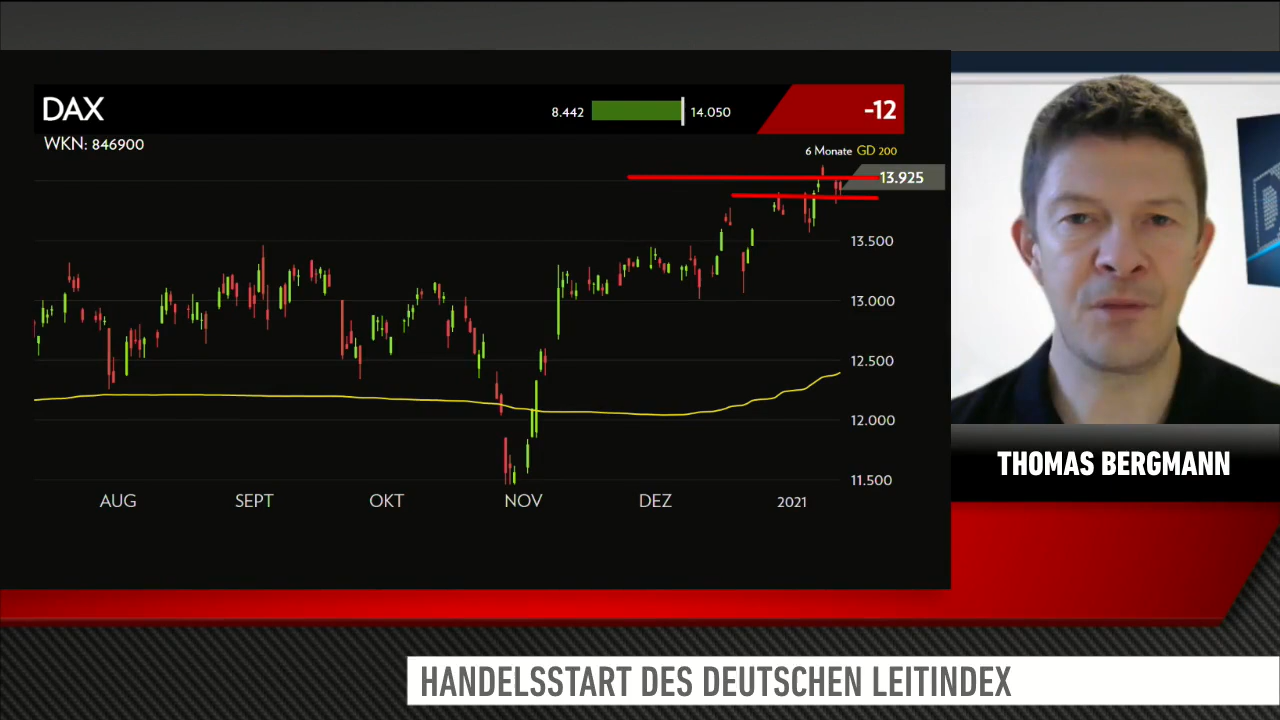 DAX
8.442
14.050
-12
WKN: 846900
6 Monate GD 200
13.925
13.500
13.000
12.500
12.000
11.500
AUG
SEPT
OKT
NOV
DEZ
2021
THOMAS BERGMANN
HANDELSSTART DES DEUTSCHEN LEITINDEX